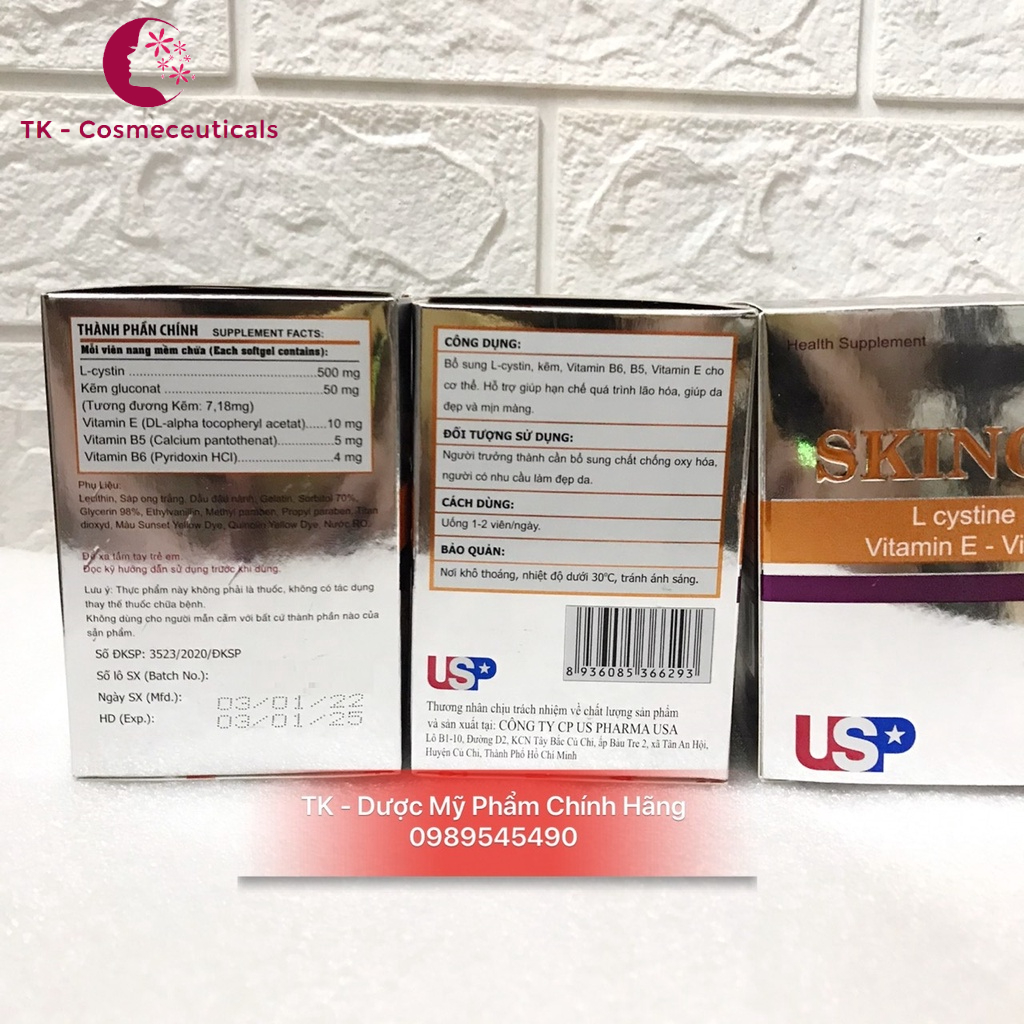 TK - Cosmeceuticals
THÀNH PHẦN CHÍNH SUPPLEMENT FACTS:
Mỗi viên nang mềm chứa (Each softgel contains):
L-cystin ........................................... 500 mg
Kẽm gluconat ................................... 50 mg
(Tương đương Kẽm: 7,18mg)
Vitamin E (DL-alpha tocopheryl acetat)......10 mg
Vitamin B5 (Calcium pantothenat)................5 mg
Vitamin B6 (Pyridoxin HCl)...........................4 mg
Phụ Liệu:
Lecithin, Sáp ong trắng, Dầu đậu nành, Gelatin, Sorbitol 70%,
Glycerin 98%, Ethylvanillin, Methyl paraben, Propyl paraben, Titan
dioxyd, Màu Sunset Yellow Dye, Quinolin Yellow Dye, Nước RO.
Để xa tầm tay trẻ em.
Đọc kỹ hướng dẫn sử dụng trước khi dùng.
Lưu ý: Thực phẩm này không phải là thuốc, không có tác dụng
thay thế thuốc chữa bệnh.
Không dùng cho người mẫn cảm với bất cứ thành phần nào của
sản phẩm.
Số ĐKSP: 3523/2020/ĐKSP
Số lô SX (Batch No.):
Ngày SX (Mfd.): 03/01/22
HD (Exp.): 03/01/25
CÔNG DỤNG:
Bổ sung L-cystin, kẽm, Vitamin B6, B5, Vitamin E cho
cơ thể. Hỗ trợ giúp hạn chế quá trình lão hóa, giúp da
đẹp và mịn màng.
ĐỐI TƯỢNG SỬ DỤNG:
Người trưởng thành cần bổ sung chất chống oxy hóa,
người có nhu cầu làm đẹp da.
CÁCH DÙNG:
Uống 1-2 viên/ngày.
BẢO QUẢN:
Nơi khô thoáng, nhiệt độ dưới 30°C, tránh ánh sáng.
8 936085 366293
USP
Thương nhân chịu trách nhiệm về chất lượng sản phẩm
và sản xuất tại: CÔNG TY CP US PHARMA USA
Lô B1-10, Đường D2, KCN Tây Bắc Củ Chi, ấp Bàu Tre 2, xã Tân An Hội,
Huyện Củ Chi, Thành Phố Hồ Chí Minh
Health Supplement
SKING
L cystine
Vitamin E - Vi
USP
TK - Dược Mỹ Phẩm Chính Hãng
0989545490